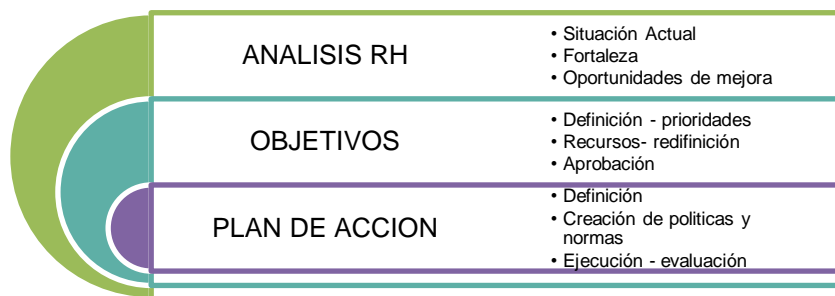 ANALISIS RH
• Situación Actual
• Fortaleza
• Oportunidades de mejora
OBJETIVOS
• Definición - prioridades
• Recursos- redifinición
• Aprobación
PLAN DE ACCION
• Definición
• Creación de politicas y
normas
• Ejecución - evaluación